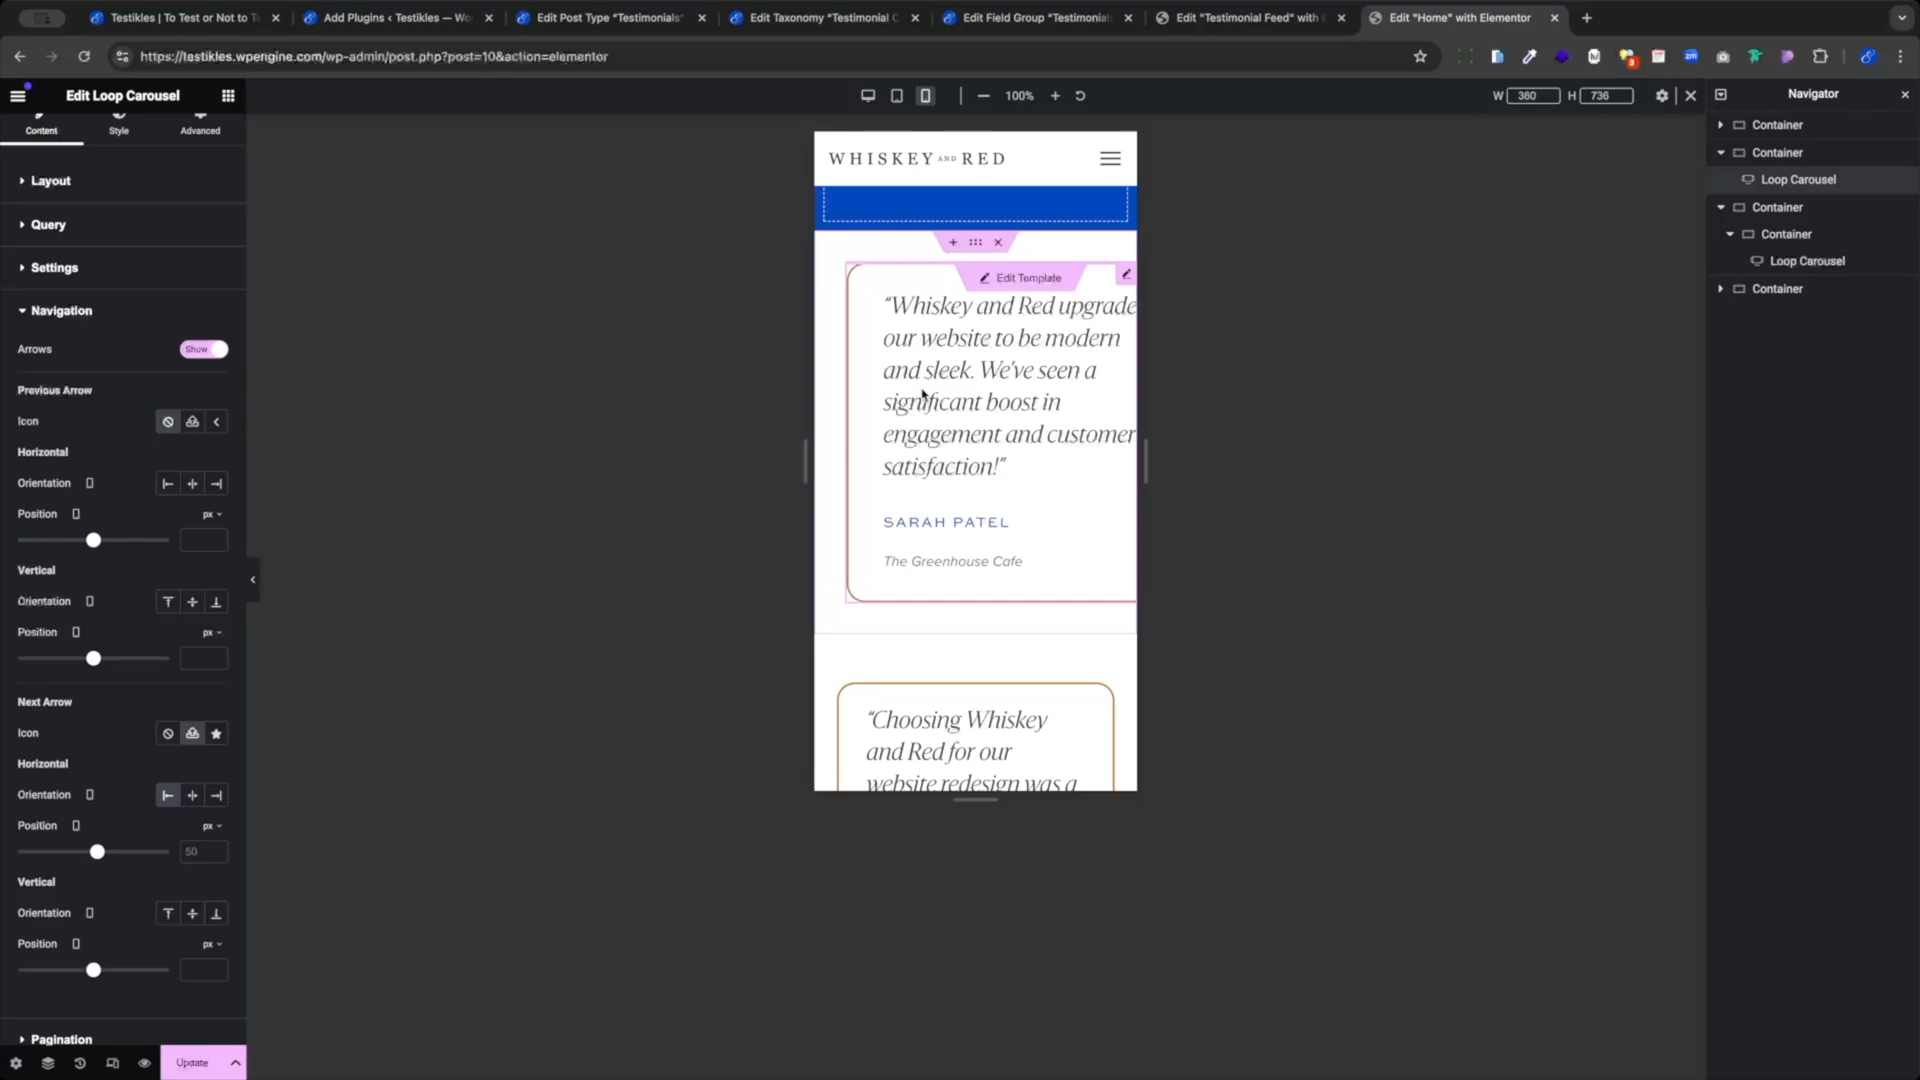 Testikles | To Test or Not to T
Add Plugins ‹ Testikles — Wo
Edit Post Type "Testimonials"
Edit Taxonomy "Testimonial C
Edit Field Group "Testimonial
Edit "Testimonial Feed" with E
Edit "Home" with Elementor
https://testikles.wpengine.com/wp-admin/post.php?post=10&action=elementor
Edit Loop Carousel
100%
W 360 H 736
Navigator
Content
Style
Advanced
Container
Container
Loop Carousel
Container
Container
Loop Carousel
Container
Layout
Query
Settings
Navigation
Arrows
Show
Previous Arrow
Icon
Horizontal
Orientation
Position
px
Vertical
Orientation
Position
px
Next Arrow
Icon
Horizontal
Orientation
Position
px
50
Vertical
Orientation
Position
px
Pagination
Update
WHISKEY AND RED
Edit Template
“Whiskey and Red upgrade
our website to be modern
and sleek. We've seen a
significant boost in
engagement and customer
satisfaction!”
SARAH PATEL
The Greenhouse Cafe
“Choosing Whiskey
and Red for our
website redesign was a